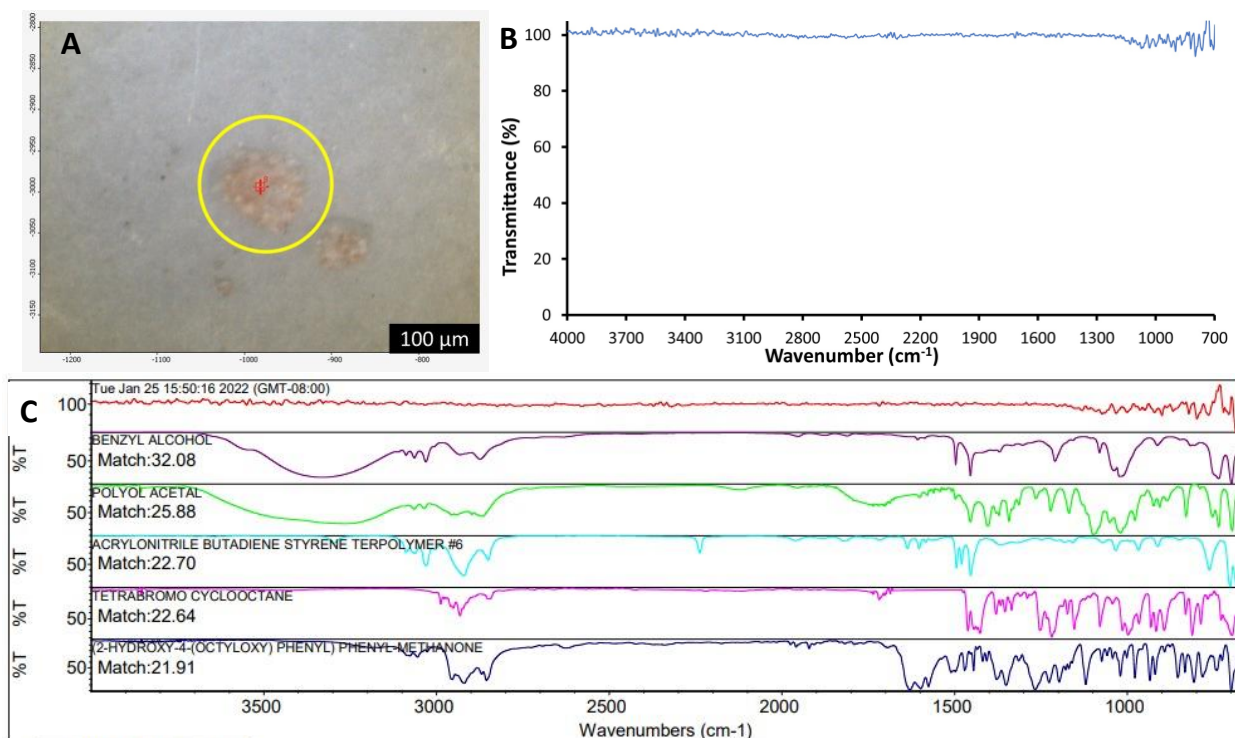 A
-2800
-2850
-2900
-2950
-3000
-3050
-3100
-3150
-1200
-1100
-1000
-900
-800
100 µm
B
Transmittance (%)
100
80
60
40
20
0
4000 3700 3400 3100 2800 2500 2200 1900 1600 1300 1000 700
Wavenumber (cm-1)
C
Tue Jan 25 15:50:16 2022 (GMT-08:00)
100
BENZYL ALCOHOL
%T
50
Match:32.08
POLYOL ACETAL
%T
50
Match:25.88
ACRYLONITRILE BUTADIENE STYRENE TERPOLYMER #6
%T
50
Match:22.70
TETRABROMO CYCLOOCTANE
%T
50
Match:22.64
(2-HYDROXY-4-(OCTYLOXY) PHENYL) PHENYL-METHANONE
%T
50
Match:21.91
3500 3000 2500 2000 1500 1000
Wavenumbers (cm-1)